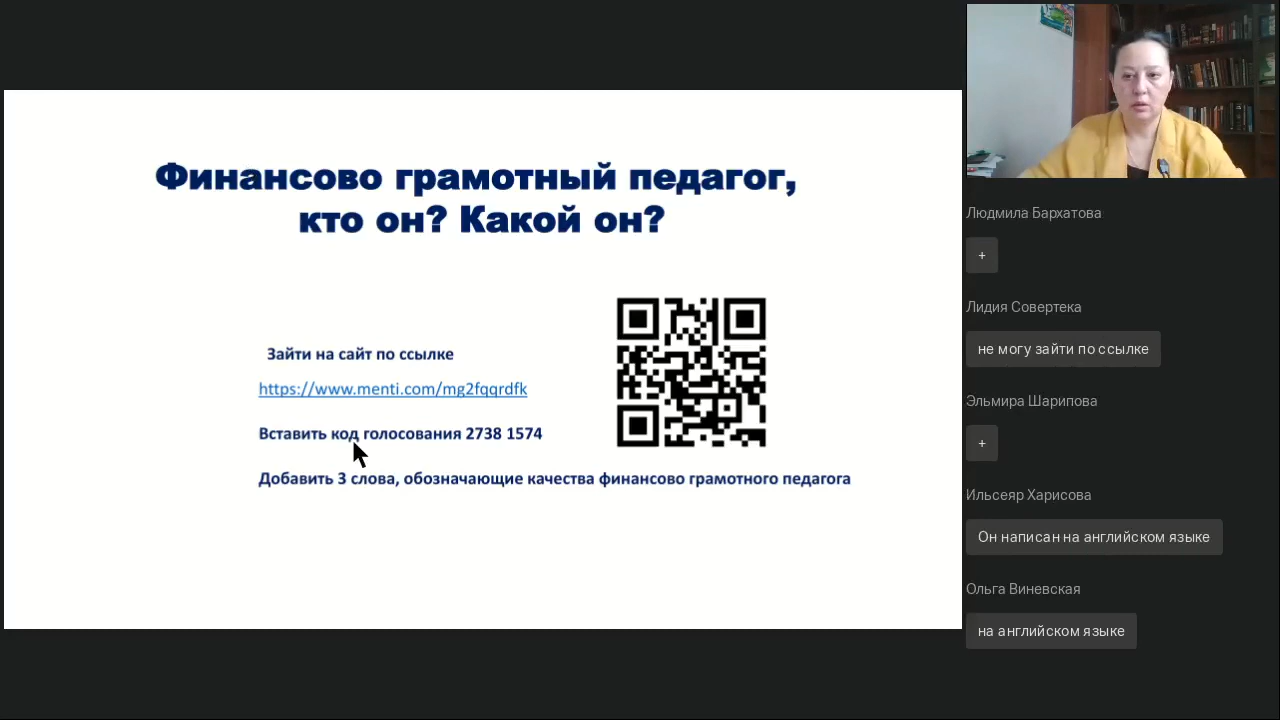 Финансово грамотный педагог,
кто он? Какой он?
Зайти на сайт по ссылке
https://www.menti.com/mg2fqqrdfk
Вставить код голосования 2738 1574
Добавить 3 слова, обозначающие качества финансово грамотного педагога
Людмила Бархатова
+
Лидия Совертека
не могу зайти по ссылке
Эльмира Шарипова
+
Ильсеяр Харисова
Он написан на английском языке
Ольга Виневская
на английском языке